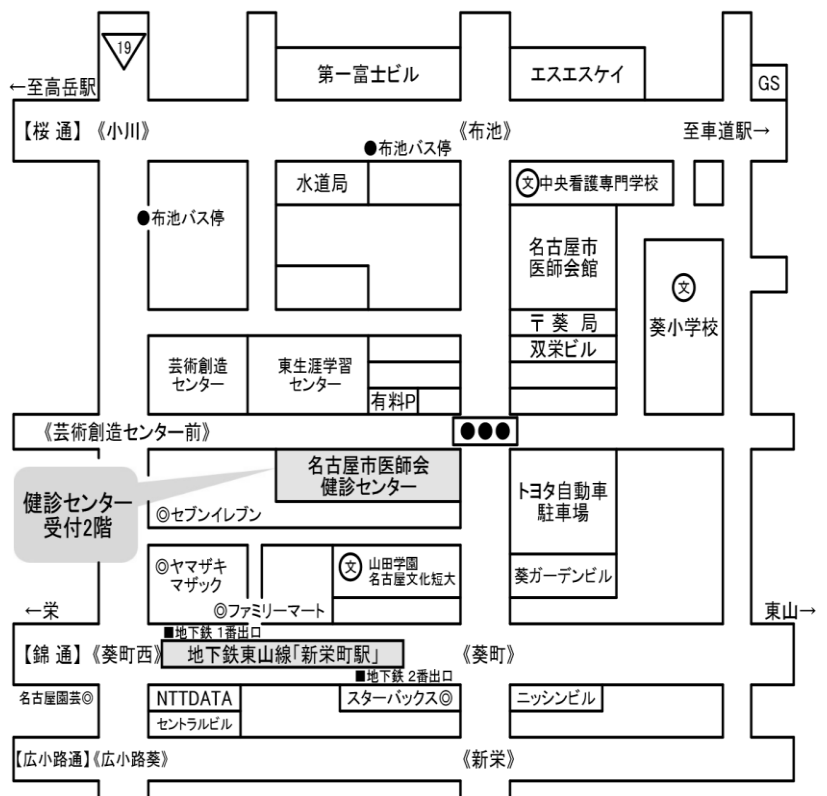 19
第一富士ビル
エスエスケイ
GS
←至高岳駅
【桜 通】《小川》
《布池》
至車道駅→
●布池バス停
水道局
文 中央看護専門学校
●布池バス停
名古屋市
医師会館
文
葵小学校
〒 葵 局
双栄ビル
芸術創造
センター
東生涯学習
センター
有料P
《芸術創造センター前》
●●●
名古屋市医師会
健診センター
健診センター
受付2階
トヨタ自動車
駐車場
◎セブンイレブン
◎ヤマザキ
マザック
文 山田学園
名古屋文化短大
葵ガーデンビル
◎ファミリーマート
←栄
東山→
■地下鉄 1番出口
【錦 通】《葵町西》
地下鉄東山線「新栄町駅」
《葵町》
■地下鉄 2番出口
名古屋園芸◎
NTTDATA
スターバックス◎
ニッシンビル
セントラルビル
【広小路通】《広小路葵》
《新栄》